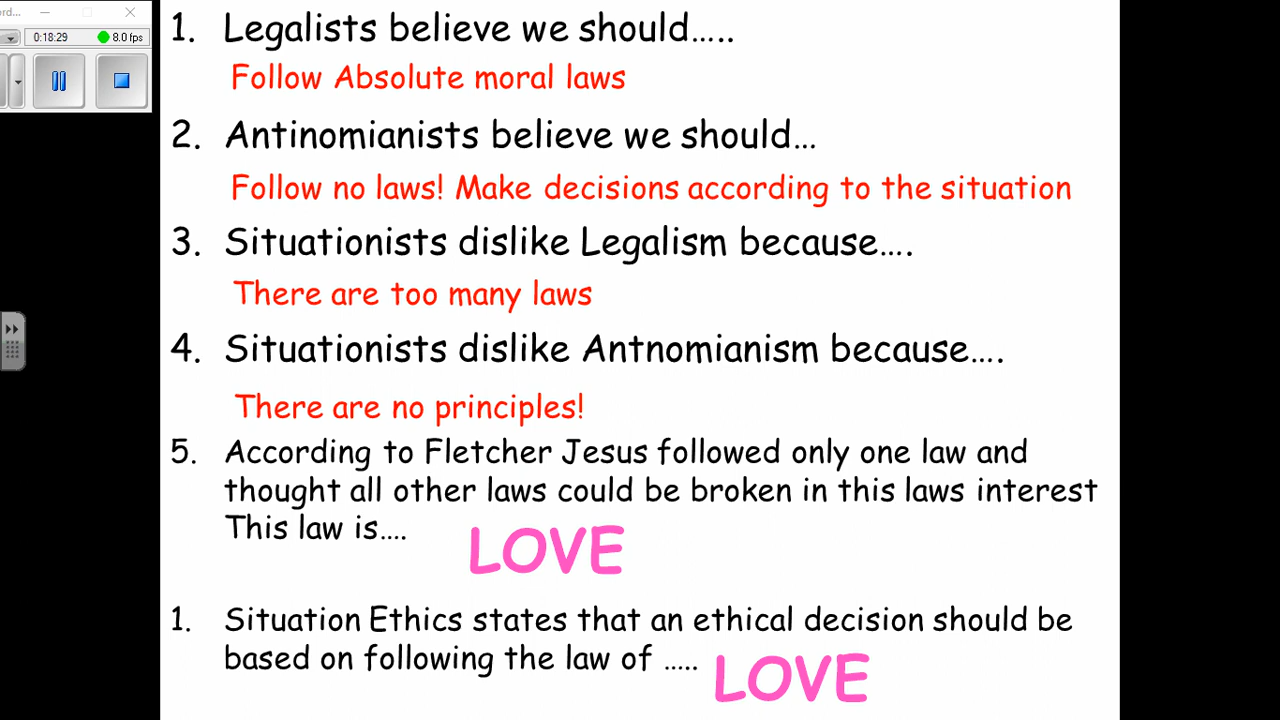 ord...
0:18:29 8.0 fps
1. Legalists believe we should.....
Follow Absolute moral laws
2. Antinomianists believe we should...
Follow no laws! Make decisions according to the situation
3. Situationists dislike Legalism because....
There are too many laws
4. Situationists dislike Antnomianism because....
There are no principles!
5. According to Fletcher Jesus followed only one law and
thought all other laws could be broken in this laws interest
This law is.... LOVE
1. Situation Ethics states that an ethical decision should be
based on following the law of ..... LOVE